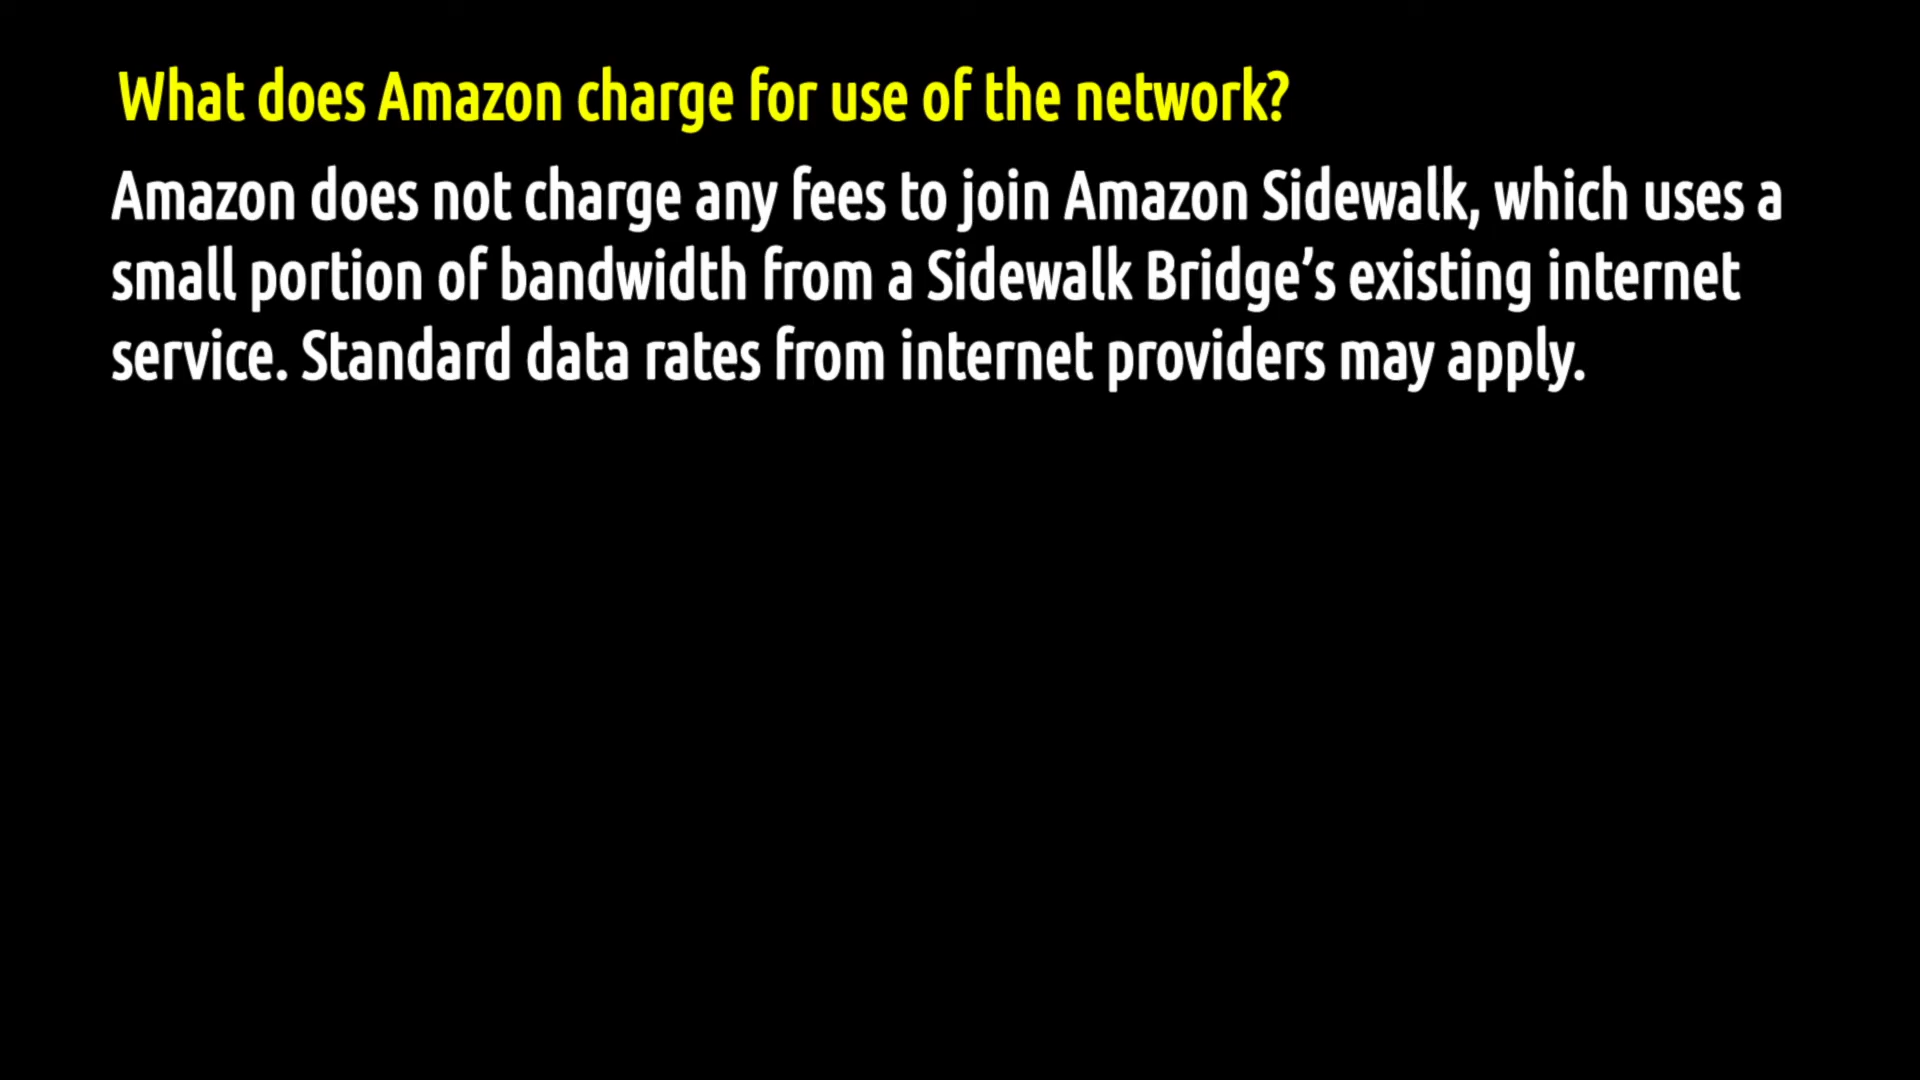 What does Amazon charge for use of the network?
Amazon does not charge any fees to join Amazon Sidewalk, which uses a
small portion of bandwidth from a Sidewalk Bridge’s existing internet
service. Standard data rates from internet providers may apply.